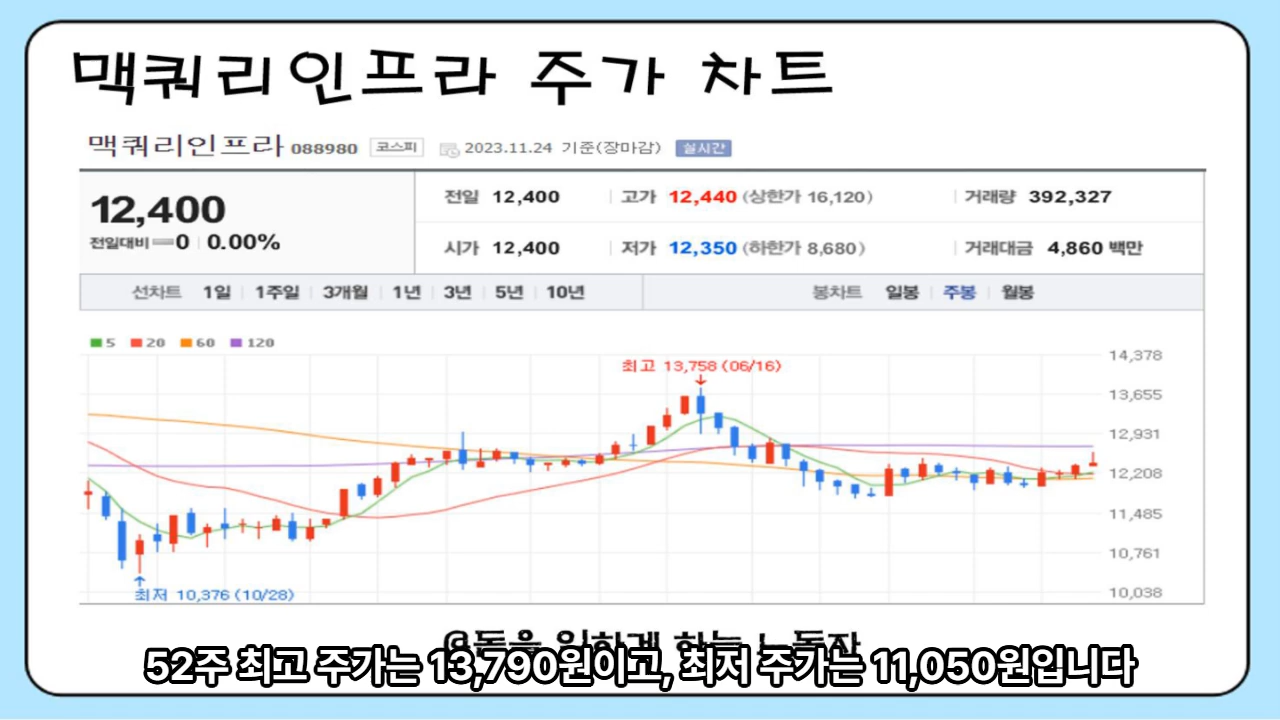 맥쿼리인프라 주가 차트
맥쿼리인프라 088980 코스피 2023.11.24 기준(장마감) 실시간
12,400
전일대비 0 0.00%
전일 12,400 고가 12,440 (상한가 16,120) 거래량 392,327
시가 12,400 저가 12,350 (하한가 8,680) 거래대금 4,860 백만
선차트 1일 1주일 3개월 1년 3년 5년 10년 봉차트 일봉 주봉 월봉
5 20 60 120
최고 13,758 (06/16)
14,378
13,655
12,931
12,208
11,485
10,761
10,038
최저 10,376 (10/28)
52주 최고 주가는 13,790원이고, 최저 주가는 11,050원입니다